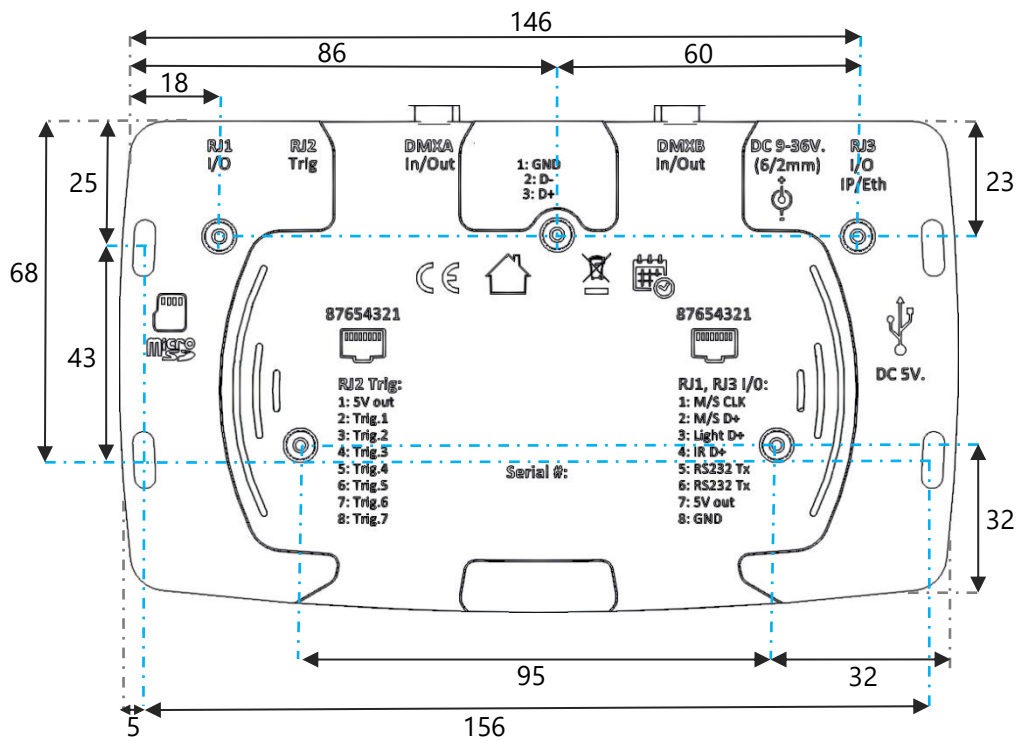 146
86
60
18
RJ1
I/O
RJ2
Trig
DMXA
In/Out
1: GND
2: D-
3: D+
DMXB
In/Out
DC 9-36V.
(6/2mm)
+
-
RJ3
I/O
IP/Eth
25
23
68
43
CE
micro
SD
87654321
RJ2 Trig:
1: 5V out
2: Trig.1
3: Trig.2
4: Trig.3
5: Trig.4
6: Trig.5
7: Trig.6
8: Trig.7
87654321
RJ1, RJ3 I/0:
1: M/S CLK
2: M/S D+
3: Light D+
4: IR D+
5: RS232 Tx
6: RS232 Tx
7: 5V out
8: GND
DC 5V.
Serial #:
32
95
32
5
156